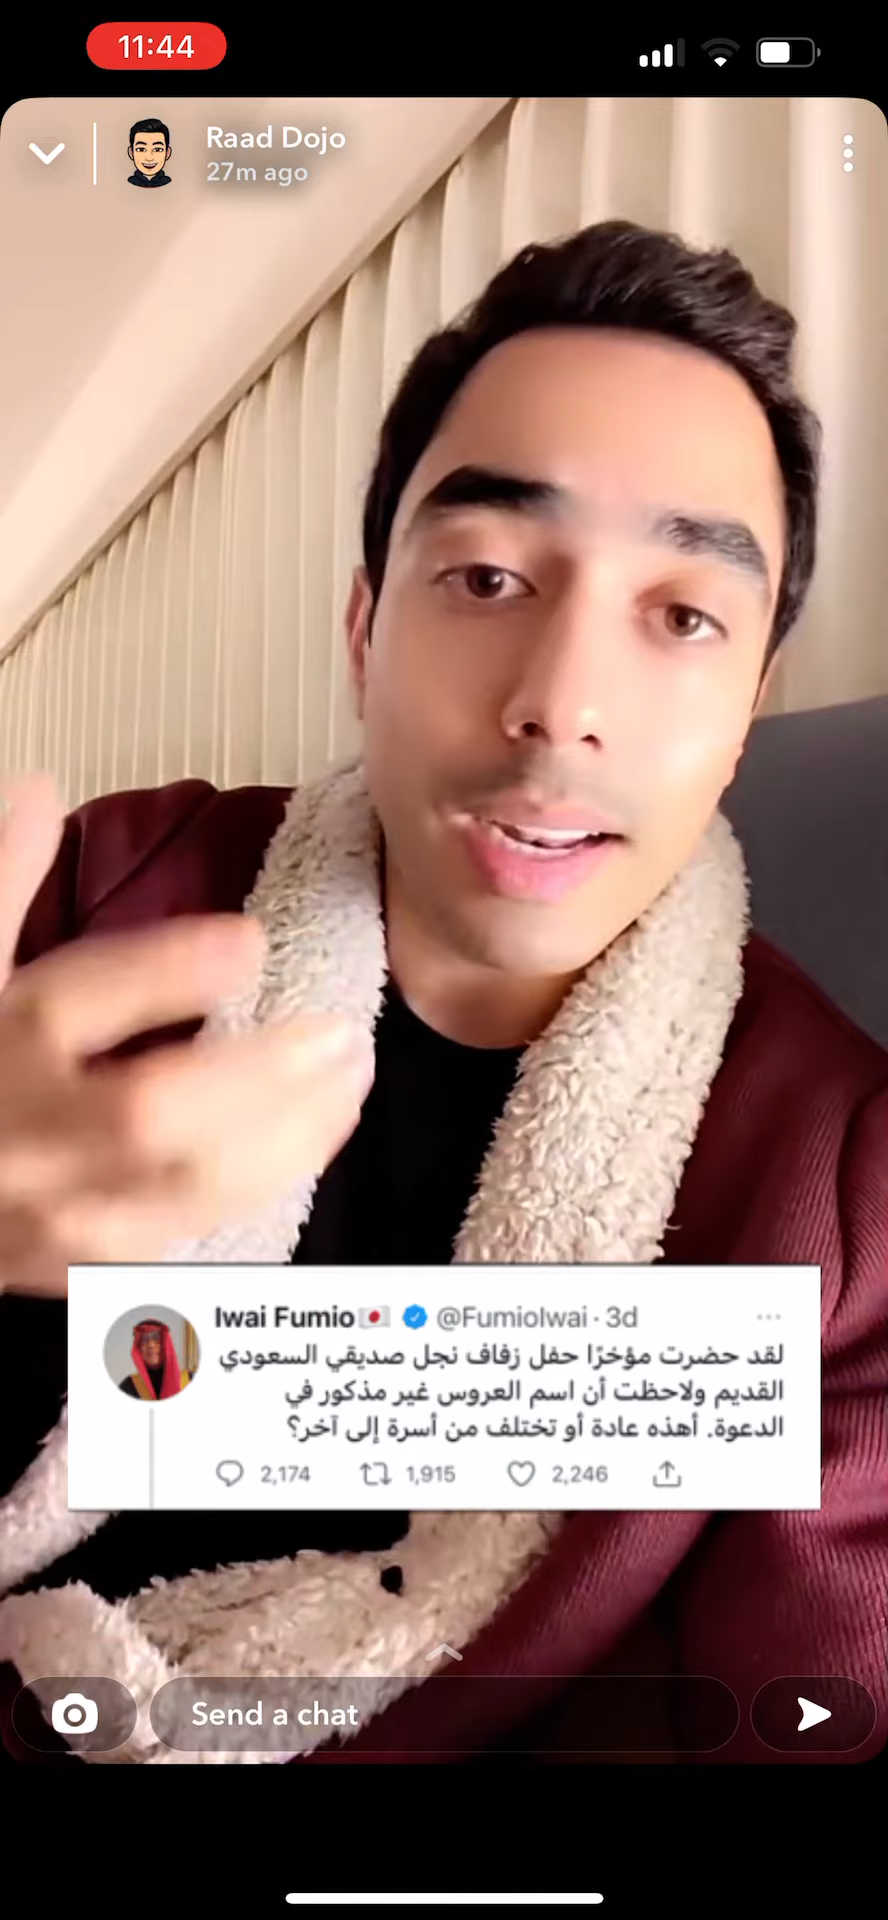 11:44
Raad Dojo
27m ago
Iwai Fumio🇯🇵 @FumioIwai · 3d
لقد حضرت مؤخرًا حفل زفاف نجل صديقي السعودي
القديم ولاحظت أن اسم العروس غير مذكور في
الدعوة. أهذه عادة أو تختلف من أسرة إلى آخر؟
2,174 1,915 2,246
Send a chat